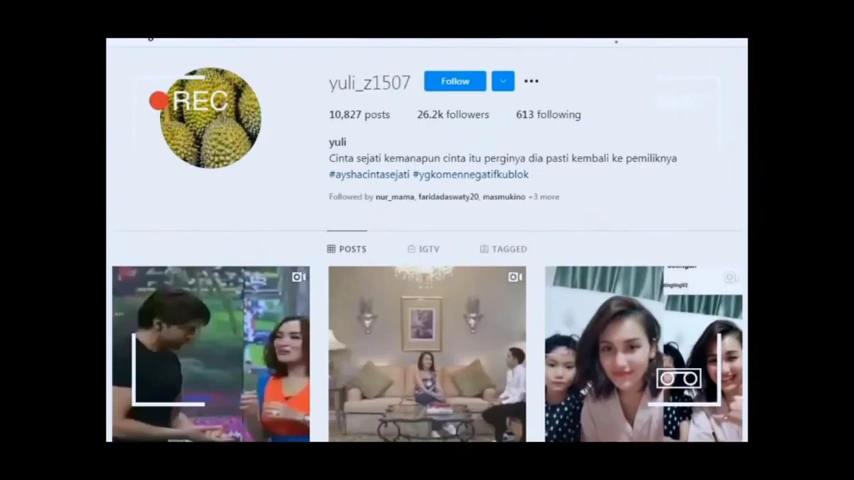 yuli_z1507 Follow
REC
10,827 posts 26.2k followers 613 following
yuli
Cinta sejati kemanapun cinta itu perginya dia pasti kembali ke pemiliknya
#ayshacintasejati #ygkomennegatifkublok
Followed by nur_mama, faridadaswaty20, masmukino +3 more
POSTS IGTV TAGGED